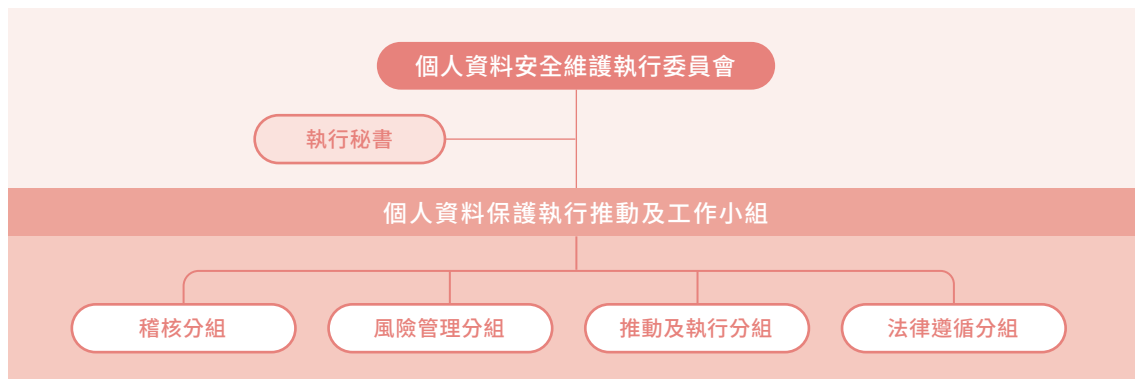 個人資料安全維護執行委員會
執行秘書
個人資料保護執行推動及工作小組
稽核分組
風險管理分組
推動及執行分組
法律遵循分組